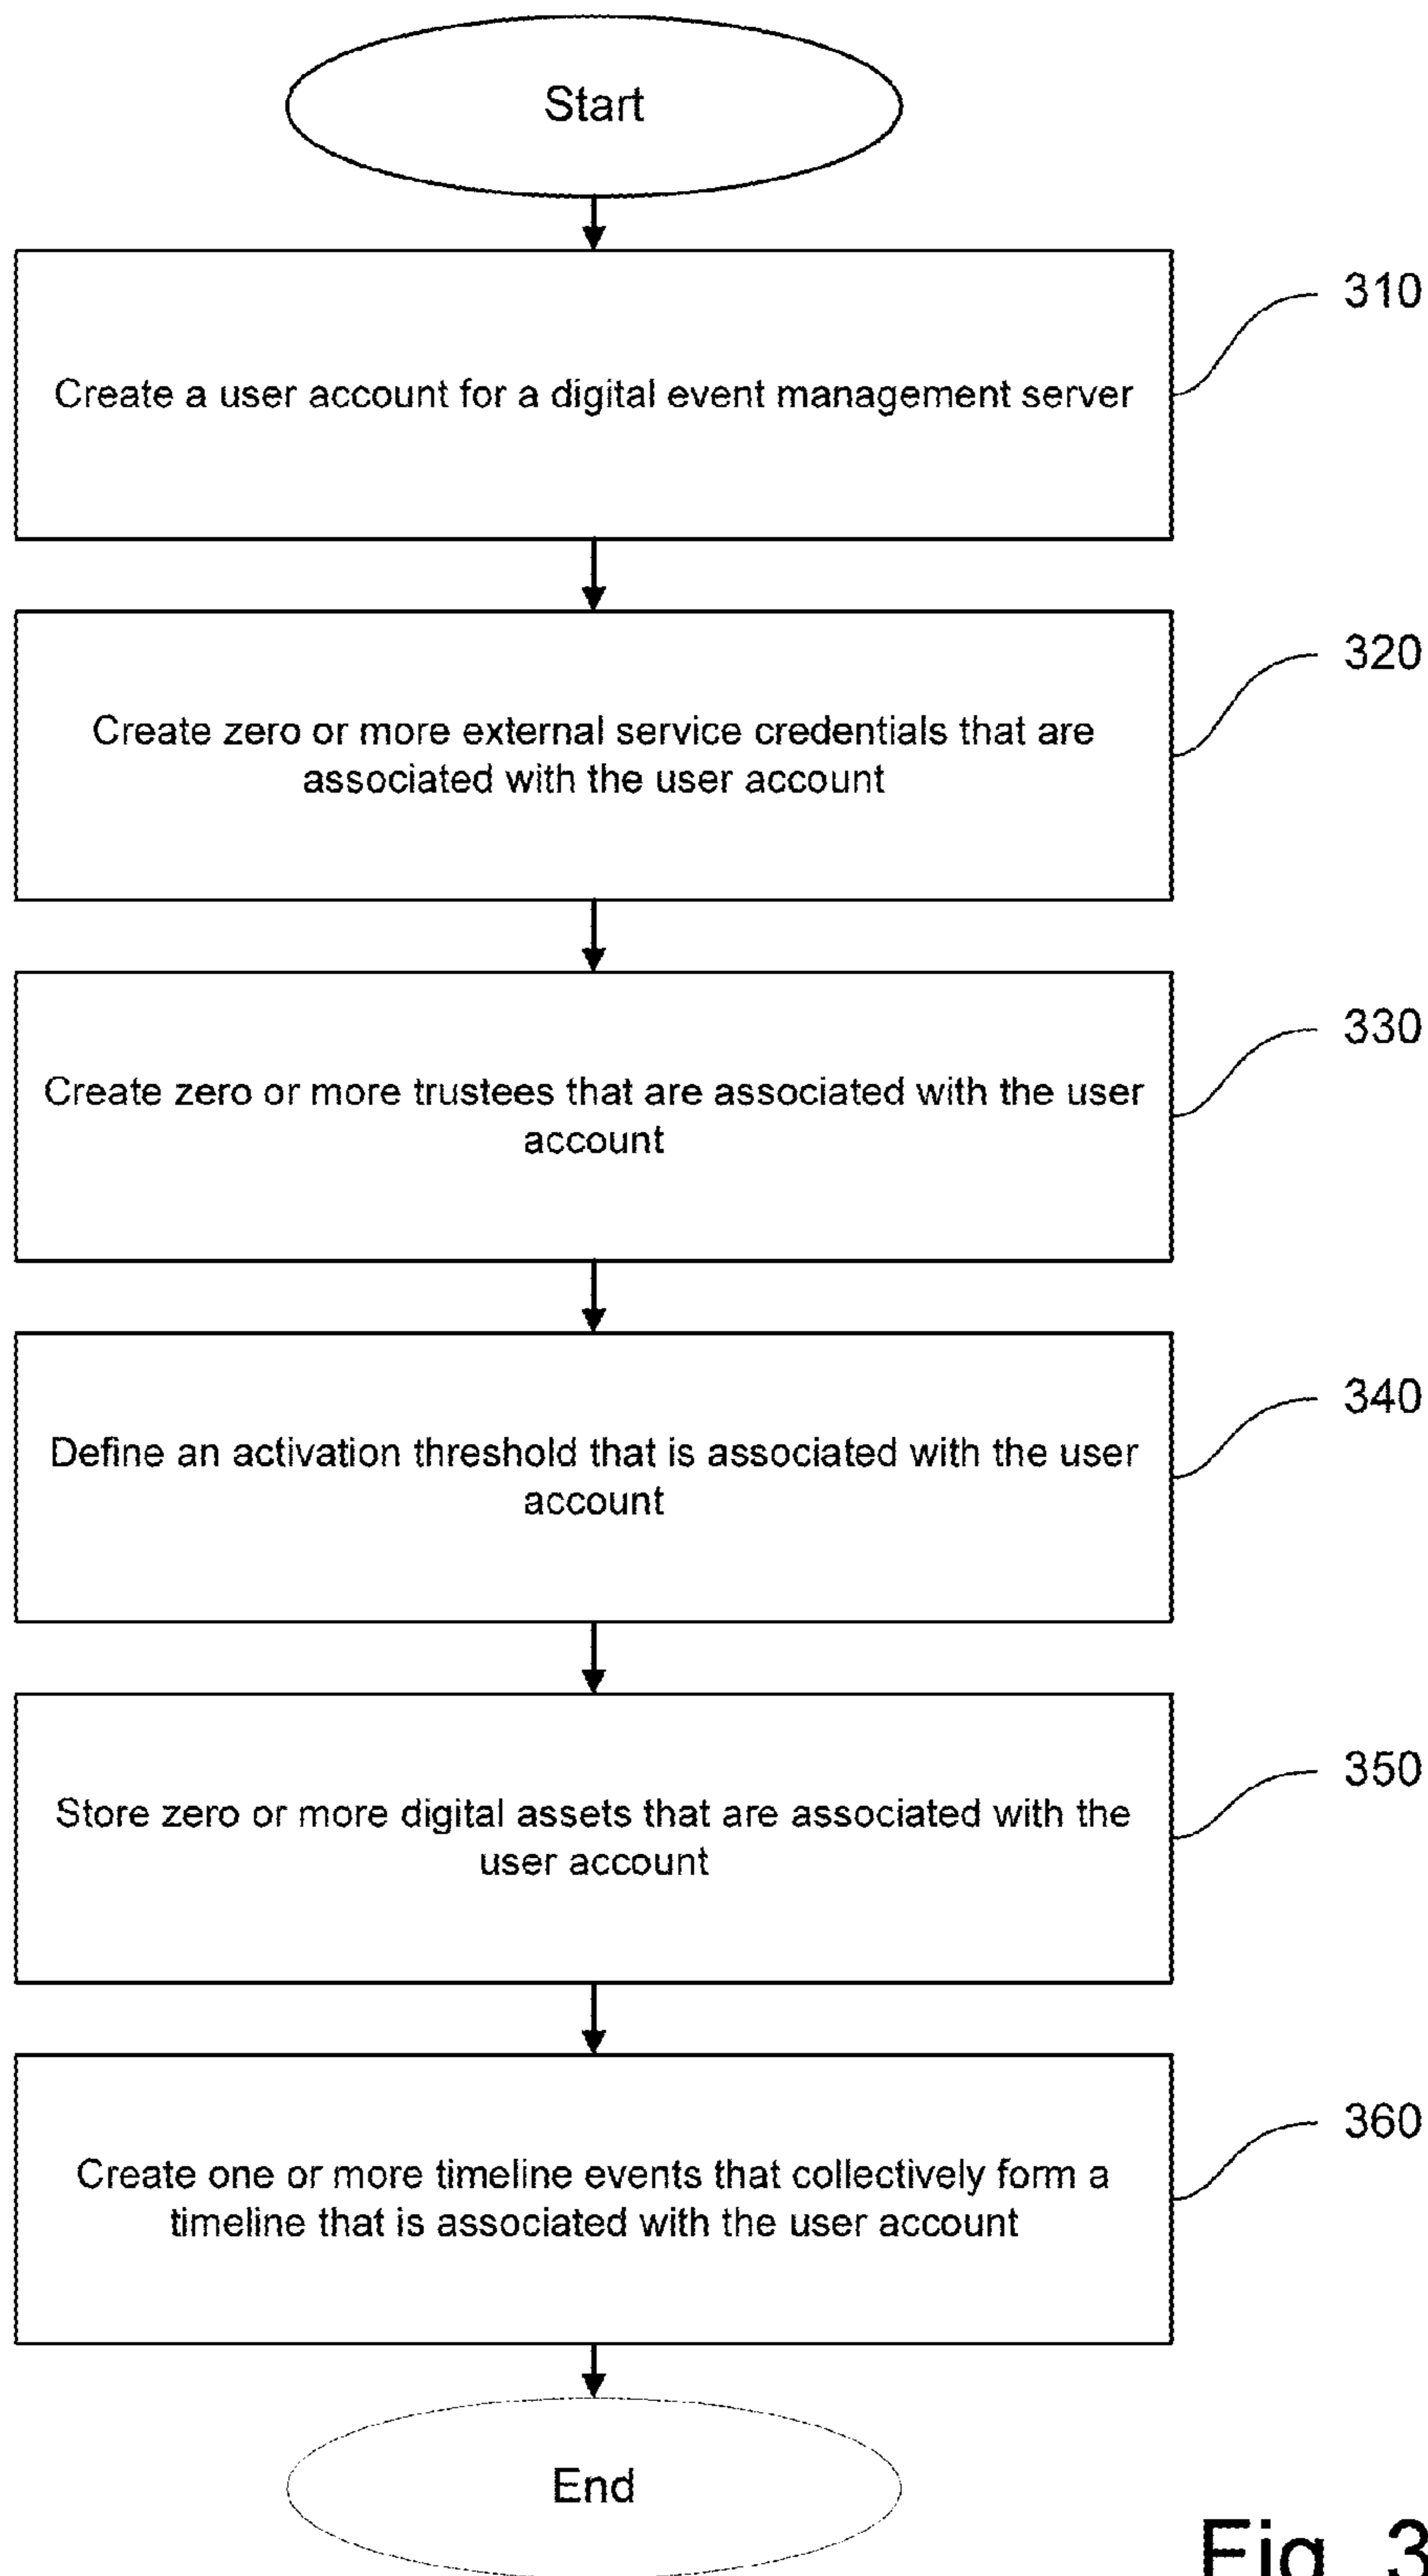 Start
310
Create a user account for a digital event management server
320
Create zero or more external service credentials that are
associated with the user account
330
Create zero or more trustees that are associated with the user
account
340
Define an activation threshold that is associated with the user
account
350
Store zero or more digital assets that are associated with the
user account
360
Create one or more timeline events that collectively form a
timeline that is associated with the user account
End
Fig. 3